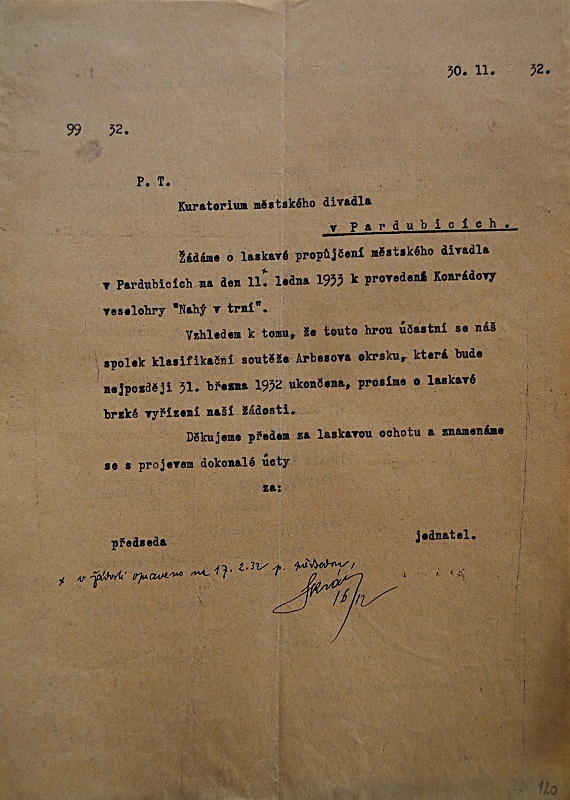 30. 11. 32.
99 32.
P. T.
Kuratorium městského divadla
v Pardubicích.
Žádáme o laskavé propůjčení městského divadla
v Pardubicích na den 11. ledna 1933 k provedení Konrádovy
x
veselohry "Nahý v trní".
Vzhledem k tomu, že touto hrou účastní se náš
spolek klasifikační soutěže Arbesova okrsku, která bude
nejpozději 31. března 1932 ukončena, prosíme o laskavé
brzké vyřízení naší žádosti.
Děkujeme předem za laskavou ochotu a znamenáme
se s projevem dokonalé úcty
za:
předseda jednatel.
x v žádosti opraveno na 17. 2. 32 p.
16/12
120